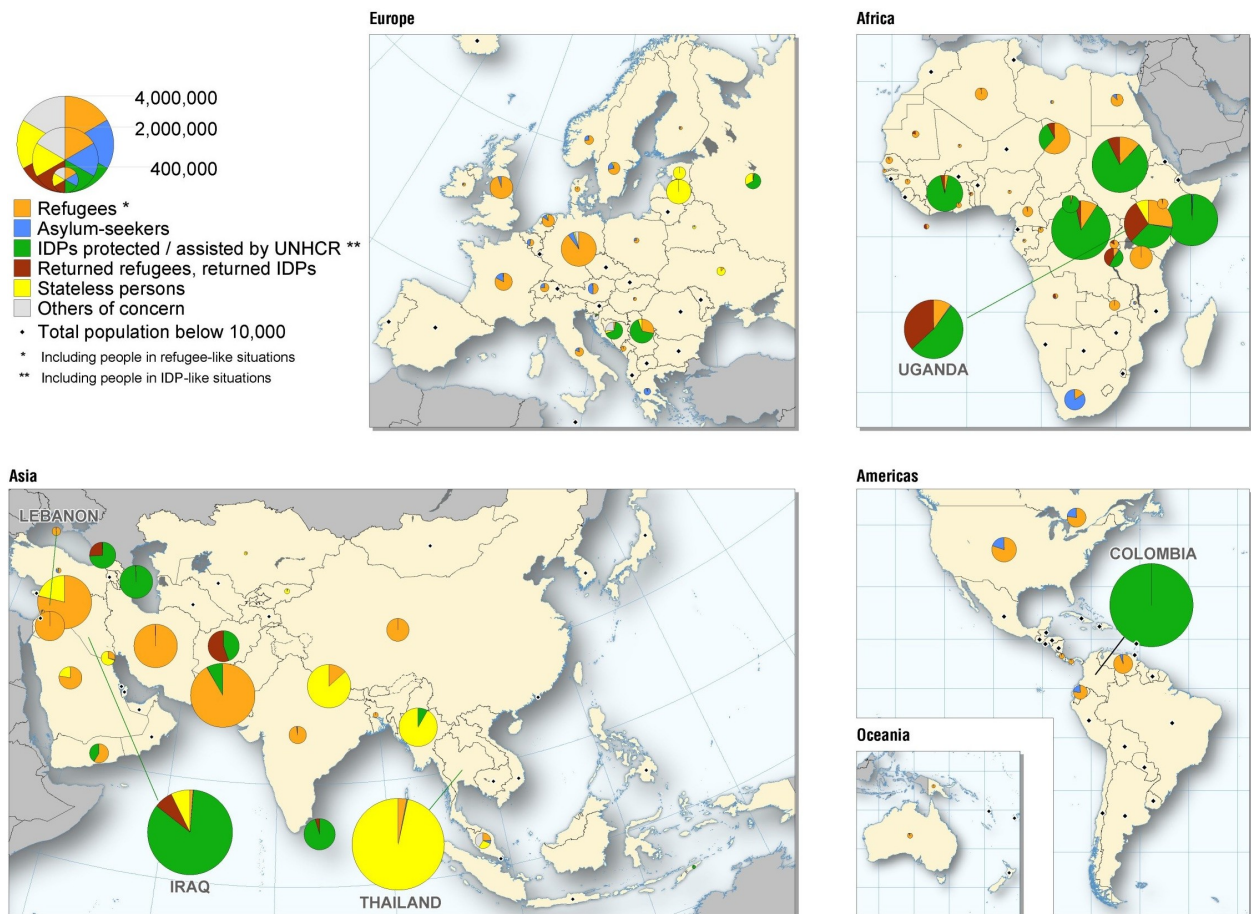 Europe
Africa
4,000,000
2,000,000
400,000
Refugees *
Asylum-seekers
IDPs protected / assisted by UNHCR **
Returned refugees, returned IDPs
Stateless persons
Others of concern
Total population below 10,000
* Including people in refugee-like situations
** Including people in IDP-like situations
UGANDA
Asia
Americas
LEBANON
COLOMBIA
Oceania
IRAQ
THAILAND